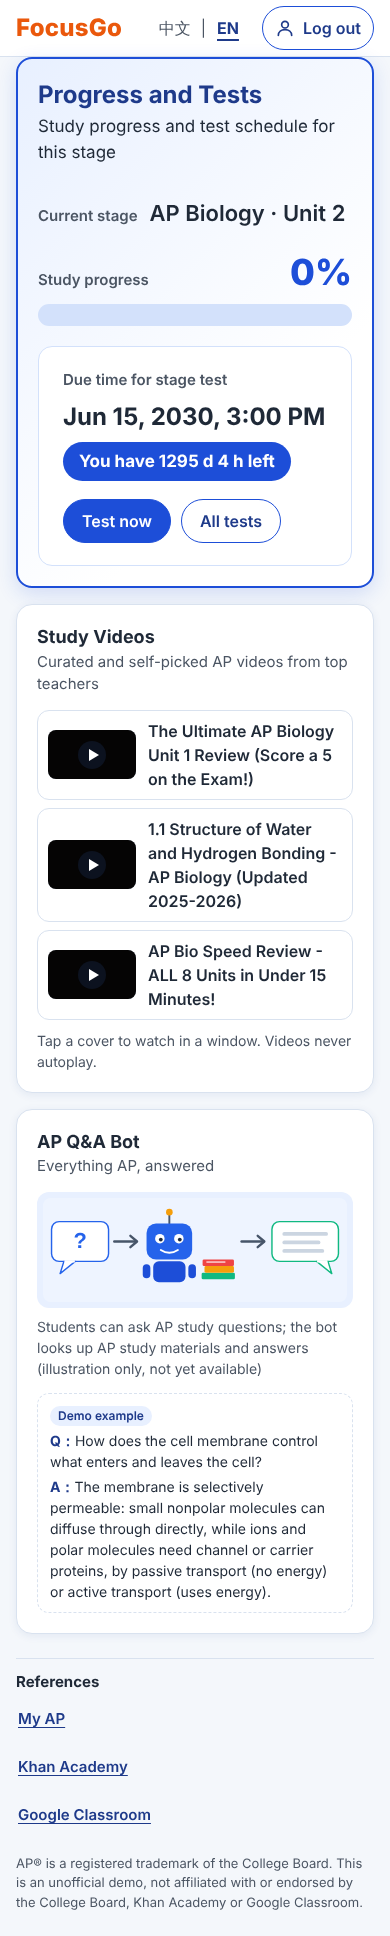 FocusGo 中文 | EN Log out
Progress and Tests
Study progress and test schedule for
this stage
Current stage AP Biology · Unit 2
Study progress 0%
Due time for stage test
Jun 15, 2030, 3:00 PM
You have 1295 d 4 h left
Test now All tests
Study Videos
Curated and self-picked AP videos from top
teachers
The Ultimate AP Biology
Unit 1 Review (Score a 5
on the Exam!)
1.1 Structure of Water
and Hydrogen Bonding -
AP Biology (Updated
2025-2026)
AP Bio Speed Review -
ALL 8 Units in Under 15
Minutes!
Tap a cover to watch in a window. Videos never
autoplay.
AP Q&A Bot
Everything AP, answered
?
Students can ask AP study questions; the bot
looks up AP study materials and answers
(illustration only, not yet available)
Demo example
Q：How does the cell membrane control
what enters and leaves the cell?
A：The membrane is selectively
permeable: small nonpolar molecules can
diffuse through directly, while ions and
polar molecules need channel or carrier
proteins, by passive transport (no energy)
or active transport (uses energy).
References
My AP
Khan Academy
Google Classroom
AP® is a registered trademark of the College Board. This
is an unofficial demo, not affiliated with or endorsed by
the College Board, Khan Academy or Google Classroom.